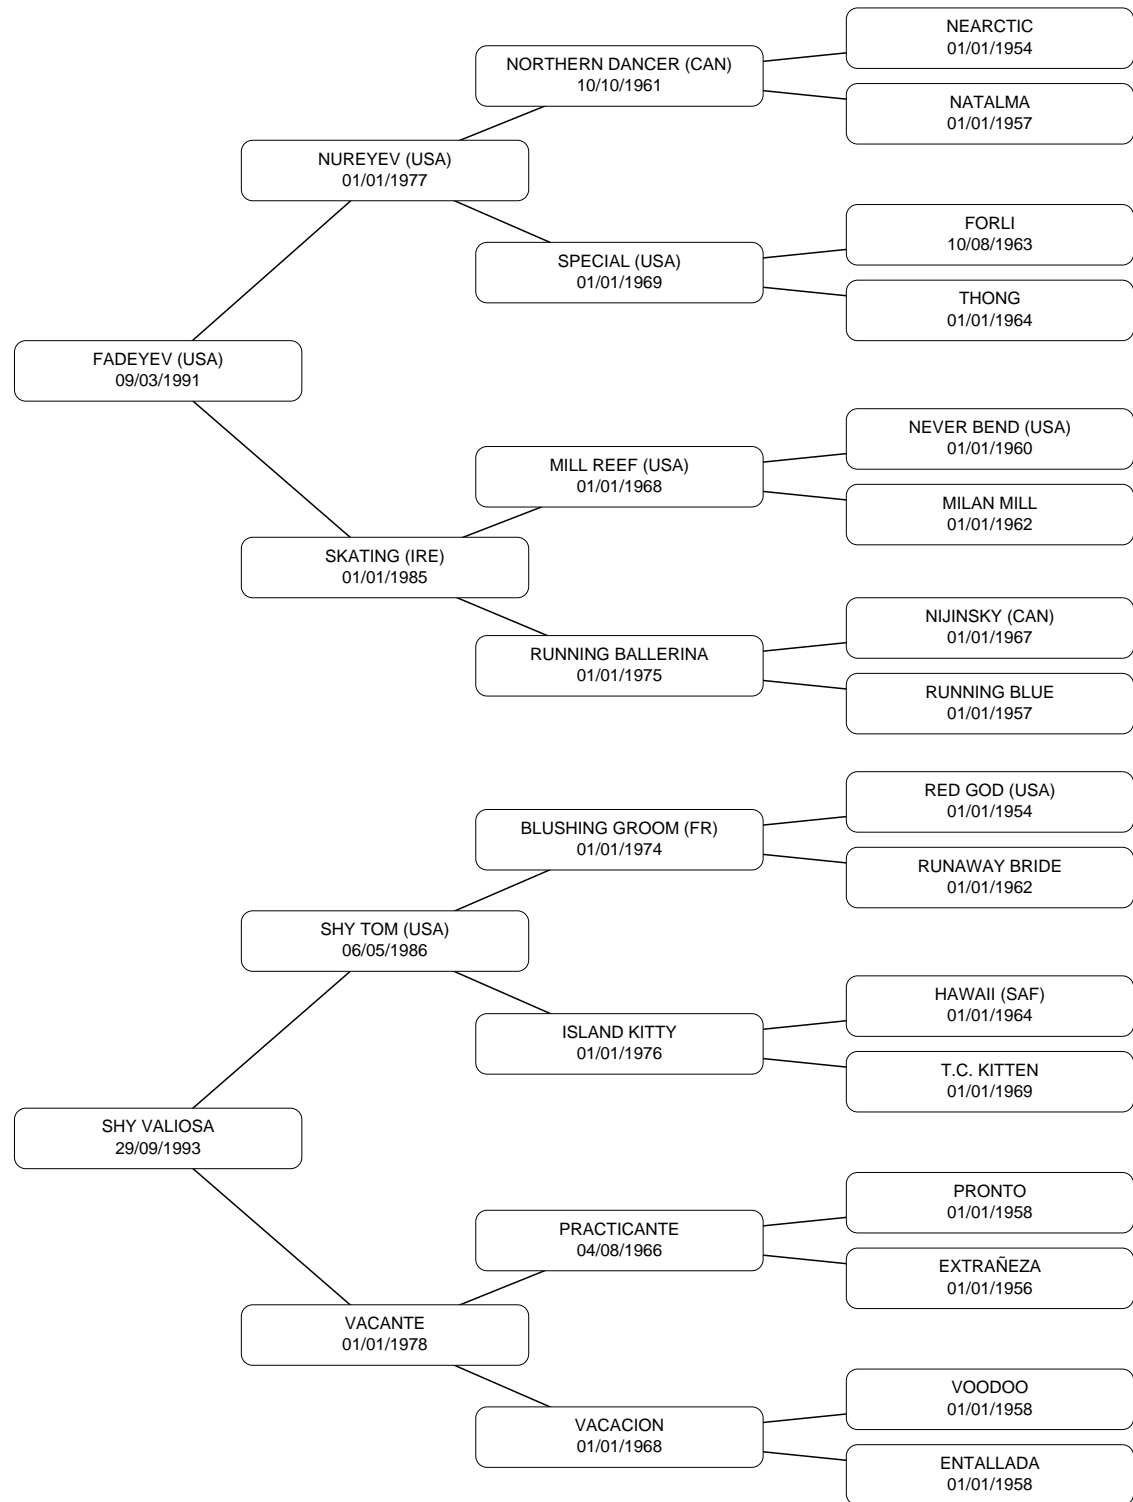 NEARCTIC
01/01/1954
NORTHERN DANCER (CAN)
10/10/1961
NATALMA
01/01/1957
NUREYEV (USA)
01/01/1977
FORLI
10/08/1963
SPECIAL (USA)
01/01/1969
THONG
01/01/1964
FADEYEV (USA)
09/03/1991
NEVER BEND (USA)
01/01/1960
MILL REEF (USA)
01/01/1968
MILAN MILL
01/01/1962
SKATING (IRE)
01/01/1985
NIJINSKY (CAN)
01/01/1967
RUNNING BALLERINA
01/01/1975
RUNNING BLUE
01/01/1957
RED GOD (USA)
01/01/1954
BLUSHING GROOM (FR)
01/01/1974
RUNAWAY BRIDE
01/01/1962
SHY TOM (USA)
06/05/1986
HAWAII (SAF)
01/01/1964
ISLAND KITTY
01/01/1976
T.C. KITTEN
01/01/1969
SHY VALIOSA
29/09/1993
PRONTO
01/01/1958
PRACTICANTE
04/08/1966
EXTRAÑEZA
01/01/1956
VACANTE
01/01/1978
VOODOO
01/01/1958
VACACION
01/01/1968
ENTALLADA
01/01/1958